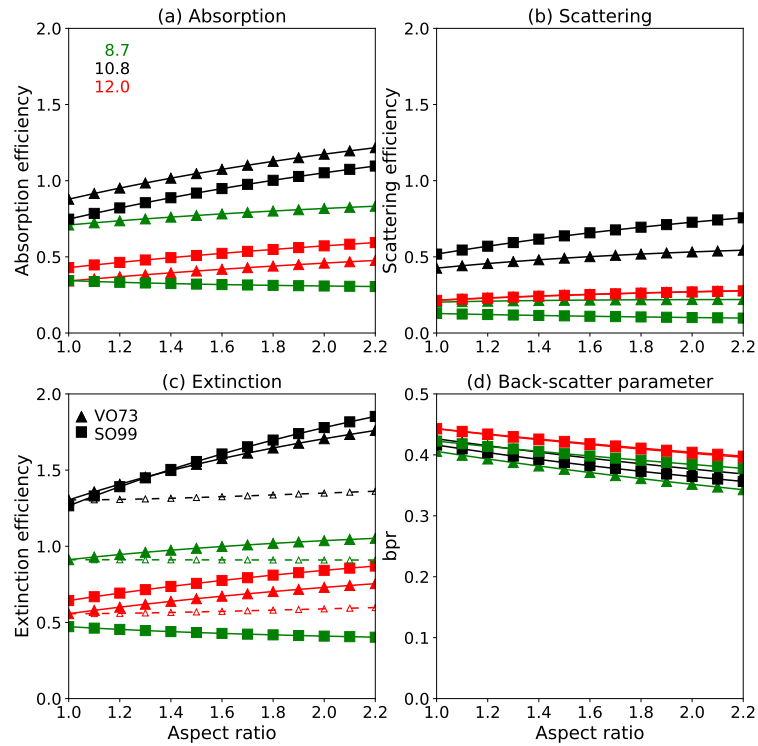 (a) Absorption
Absorption efficiency
2.0
1.5
1.0
0.5
0.0
8.7
10.8
12.0
1.0 1.2 1.4 1.6 1.8 2.0 2.2
(b) Scattering
Scattering efficiency
2.0
1.5
1.0
0.5
0.0
1.0 1.2 1.4 1.6 1.8 2.0 2.2
(c) Extinction
Extinction efficiency
2.0
1.5
1.0
0.5
0.0
VO73
SO99
1.0 1.2 1.4 1.6 1.8 2.0 2.2
Aspect ratio
(d) Back-scatter parameter
bpr
0.5
0.4
0.3
0.2
0.1
0.0
1.0 1.2 1.4 1.6 1.8 2.0 2.2
Aspect ratio